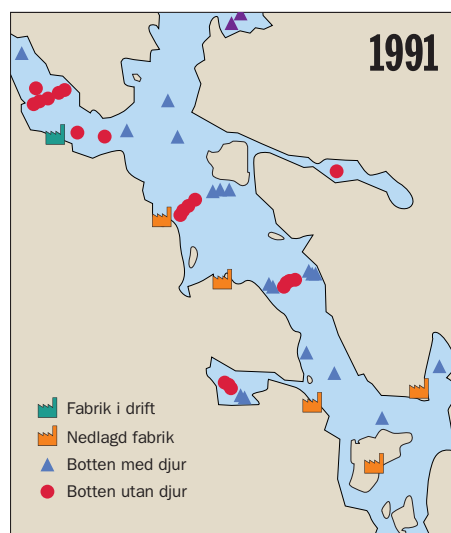 1991
Fabrik i drift
Nedlagd fabrik
Botten med djur
Botten utan djur